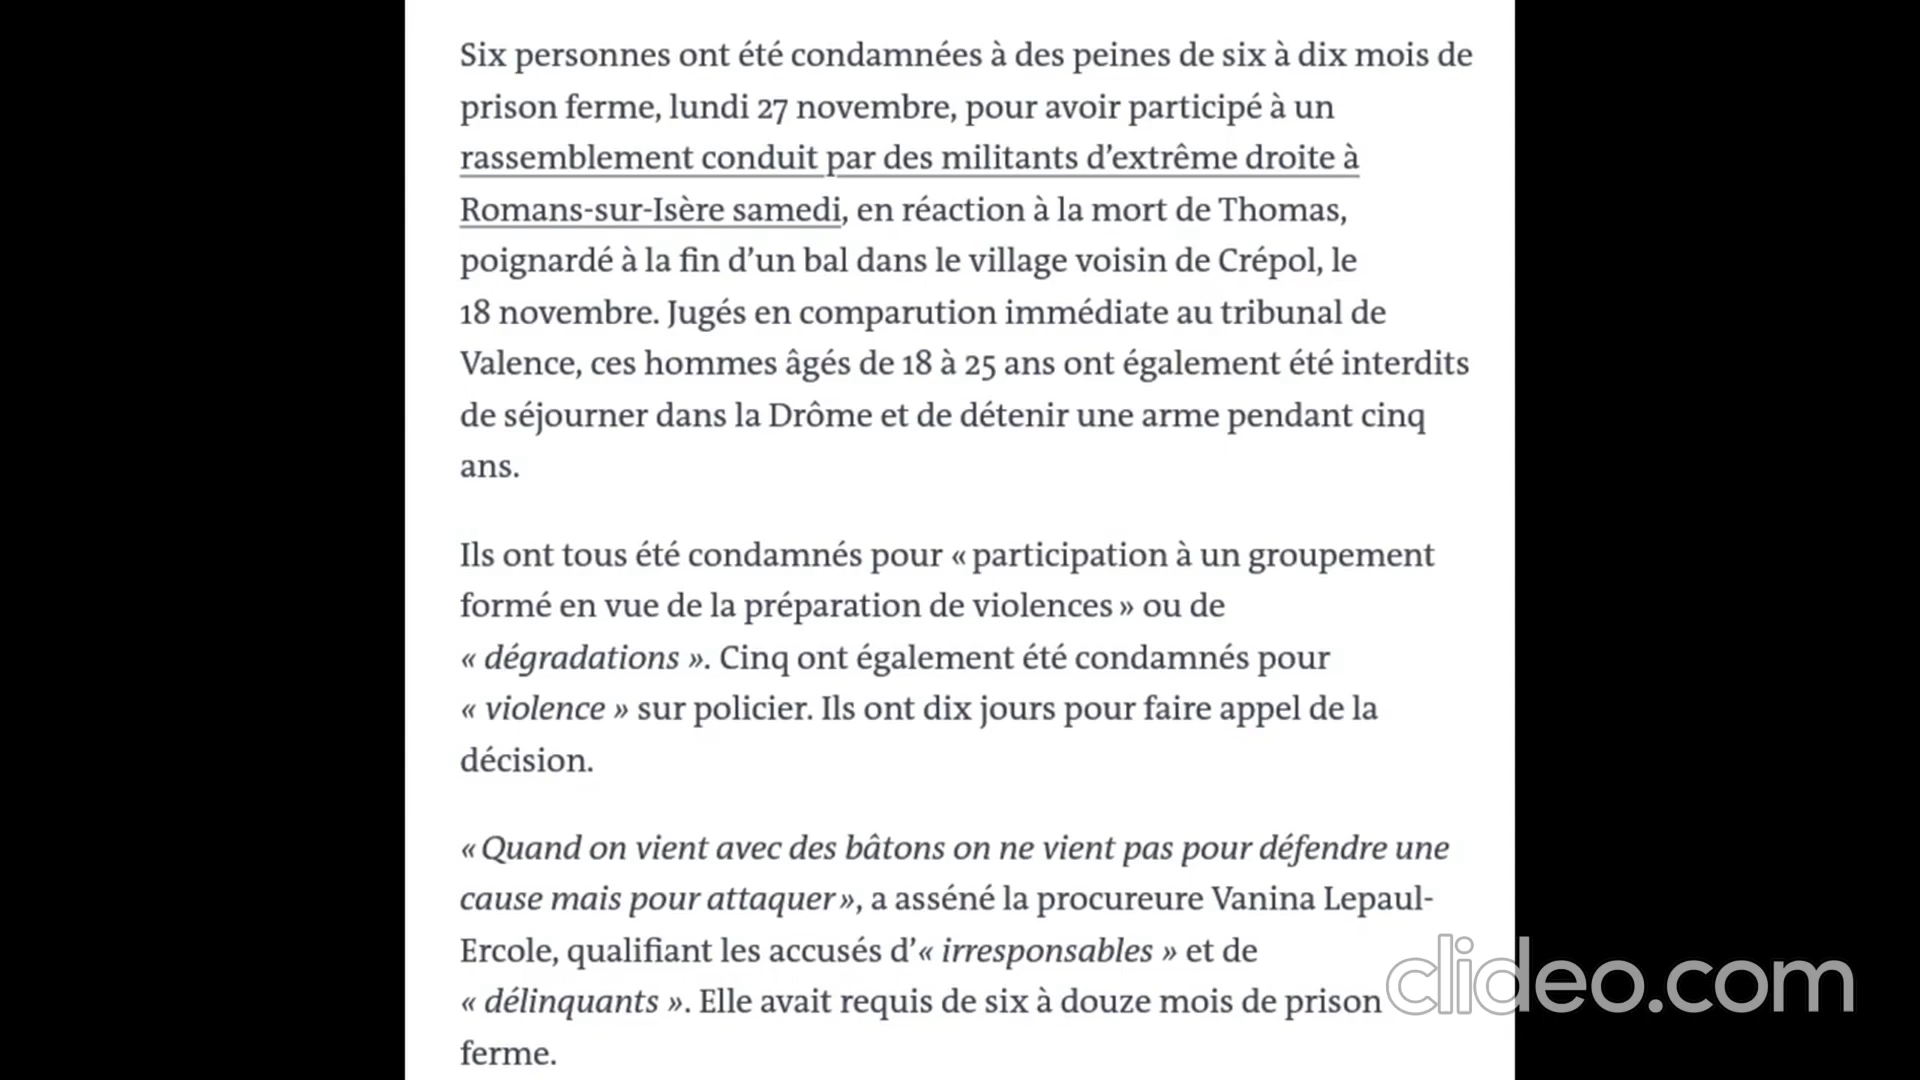 Six personnes ont été condamnées à des peines de six à dix mois de
prison ferme, lundi 27 novembre, pour avoir participé à un
rassemblement conduit par des militants d’extrême droite à
Romans-sur-Isère samedi, en réaction à la mort de Thomas,
poignardé à la fin d’un bal dans le village voisin de Crépol, le
18 novembre. Jugés en comparution immédiate au tribunal de
Valence, ces hommes âgés de 18 à 25 ans ont également été interdits
de séjourner dans la Drôme et de détenir une arme pendant cinq
ans.
Ils ont tous été condamnés pour « participation à un groupement
formé en vue de la préparation de violences » ou de
« dégradations ». Cinq ont également été condamnés pour
« violence » sur policier. Ils ont dix jours pour faire appel de la
décision.
« Quand on vient avec des bâtons on ne vient pas pour défendre une
cause mais pour attaquer », a asséné la procureure Vanina Lepaul-
Ercole, qualifiant les accusés d’« irresponsables » et de
« délinquants ». Elle avait requis de six à douze mois de prison
ferme.
clideo.com